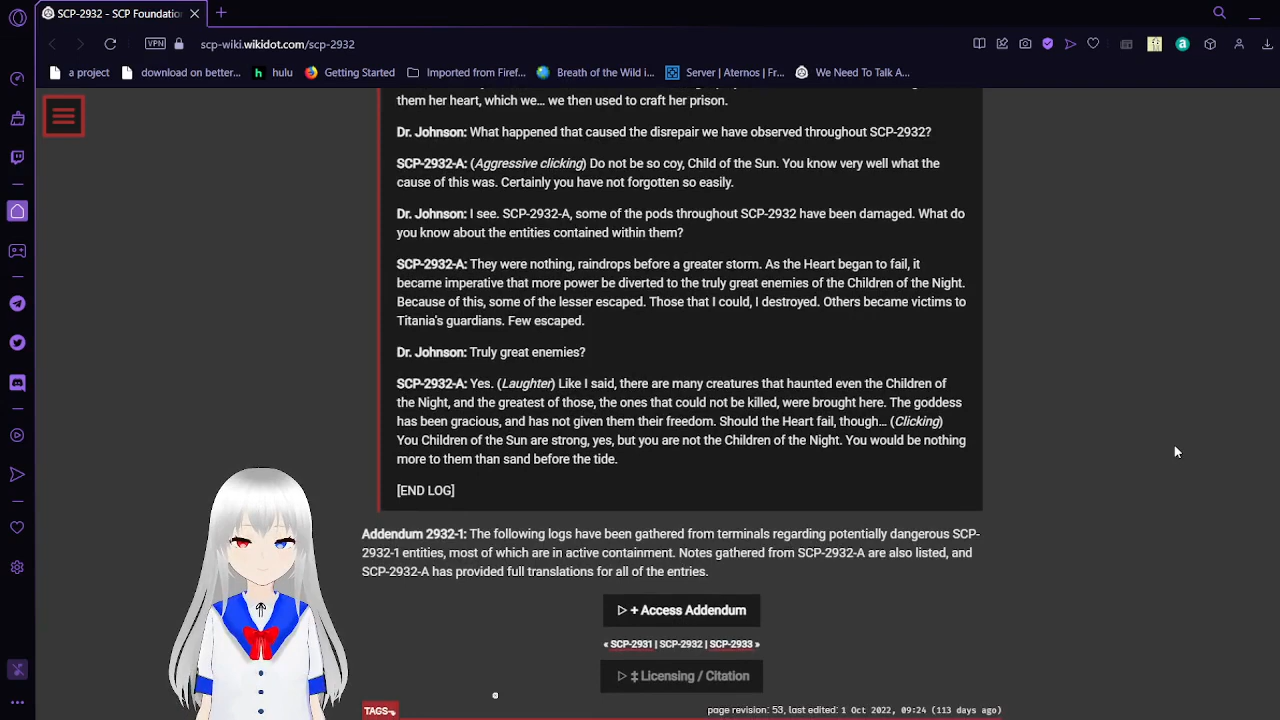 SCP-2932 - SCP Foundatio
VPN
scp-wiki.wikidot.com/scp-2932
a project
download on better...
h hulu
Getting Started
Imported from Firef...
Breath of the Wild i...
Server | Aternos | Fr...
We Need To Talk A...
them her heart, which we... we then used to craft her prison.
Dr. Johnson: What happened that caused the disrepair we have observed throughout SCP-2932?
SCP-2932-A: (Aggressive clicking) Do not be so coy, Child of the Sun. You know very well what the
cause of this was. Certainly you have not forgotten so easily.
Dr. Johnson: I see. SCP-2932-A, some of the pods throughout SCP-2932 have been damaged. What do
you know about the entities contained within them?
SCP-2932-A: They were nothing, raindrops before a greater storm. As the Heart began to fail, it
became imperative that more power be diverted to the truly great enemies of the Children of the Night.
Because of this, some of the lesser escaped. Those that I could, I destroyed. Others became victims to
Titania's guardians. Few escaped.
Dr. Johnson: Truly great enemies?
SCP-2932-A: Yes. (Laughter) Like I said, there are many creatures that haunted even the Children of
the Night, and the greatest of those, the ones that could not be killed, were brought here. The goddess
has been gracious, and has not given them their freedom. Should the Heart fail, though... (Clicking)
You Children of the Sun are strong, yes, but you are not the Children of the Night. You would be nothing
more to them than sand before the tide.
[END LOG]
Addendum 2932-1: The following logs have been gathered from terminals regarding potentially dangerous SCP-
2932-1 entities, most of which are in active containment. Notes gathered from SCP-2932-A are also listed, and
SCP-2932-A has provided full translations for all of the entries.
▷ + Access Addendum
« SCP-2931 | SCP-2932 | SCP-2933 »
▷ ‡ Licensing / Citation
TAGS
page revision: 53, last edited: 1 Oct 2022, 09:24 (113 days ago)